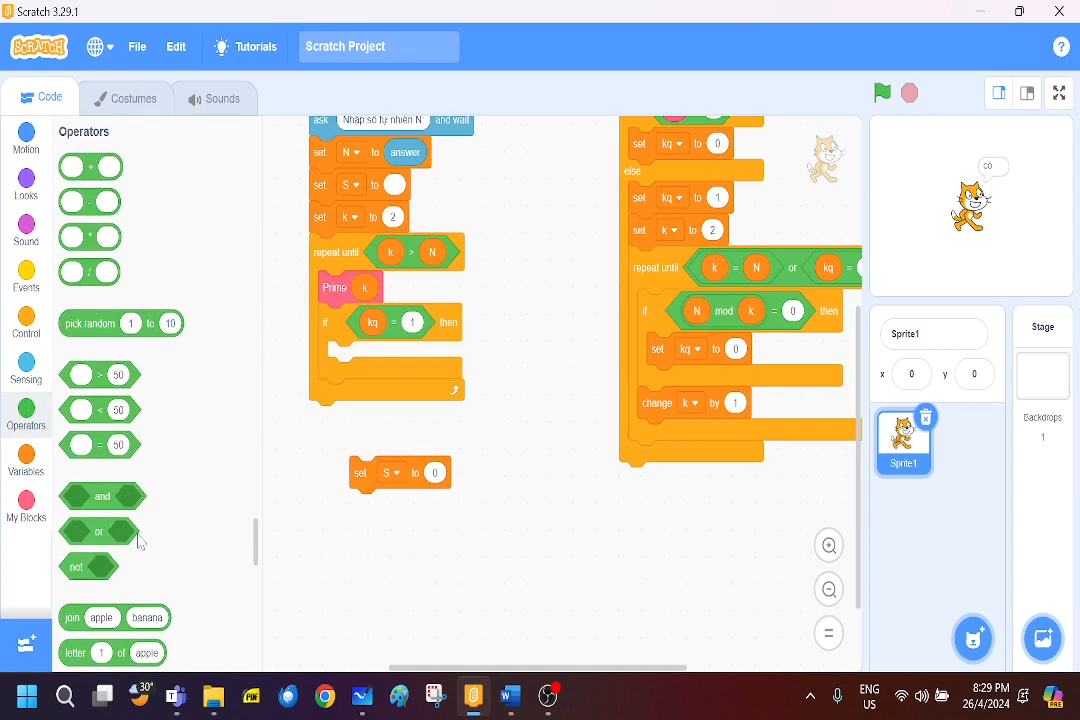 Scratch 3.29.1
SCRATCH File Edit Tutorials Scratch Project ?
Code Costumes Sounds
Motion
Looks
Sound
Events
Control
Sensing
Operators
Variables
My Blocks
Operators
+
-
*
/
pick random 1 to 10
> 50
< 50
= 50
and
or
not
join apple banana
letter 1 of apple
ask Nhập số tự nhiên N: and wait
set N to answer
set S to
set k to 2
repeat until k > N
Prime k
if kq = 1 then
set S to 0
set kq to 0
else
set kq to 1
set k to 2
repeat until k = N or kq =
if N mod k = 0 then
set kq to 0
change k by 1
có
Sprite1
x 0 y 0
Sprite1
Stage
Backdrops
1
30°
PDF
ENG
US
8:29 PM
26/4/2024
PRE